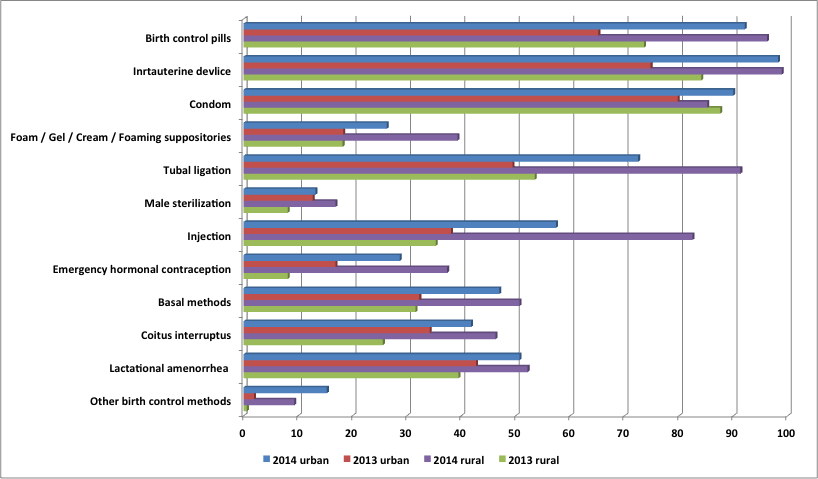 Birth control pills
Inrtauterine devlice
Condom
Foam / Gel / Cream / Foaming suppositories
Tubal ligation
Male sterilization
Injection
Emergency hormonal contraception
Basal methods
Coitus interruptus
Lactational amenorrhea
Other birth control methods
0 10 20 30 40 50 60 70 80 90 100
2014 urban 2013 urban 2014 rural 2013 rural